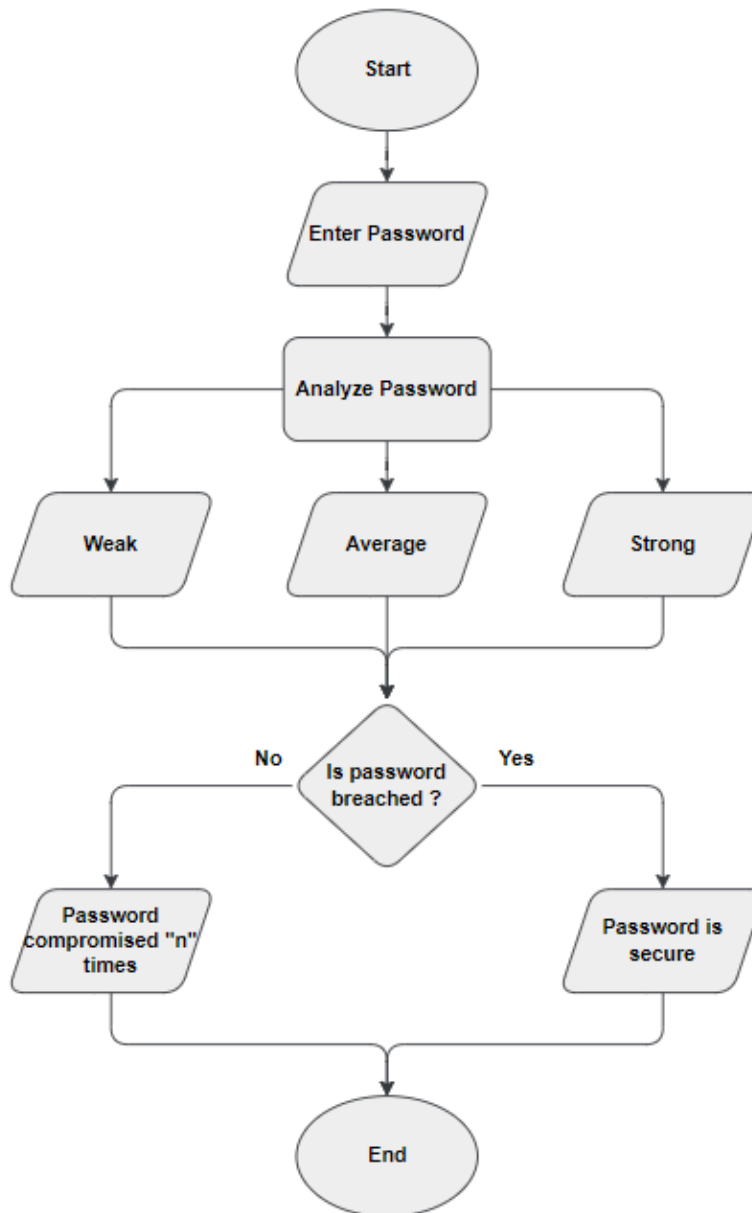 Start
Enter Password
Analyze Password
Weak
Average
Strong
No
Yes
Is password
breached ?
Password
compromised "n"
times
Password is
secure
End